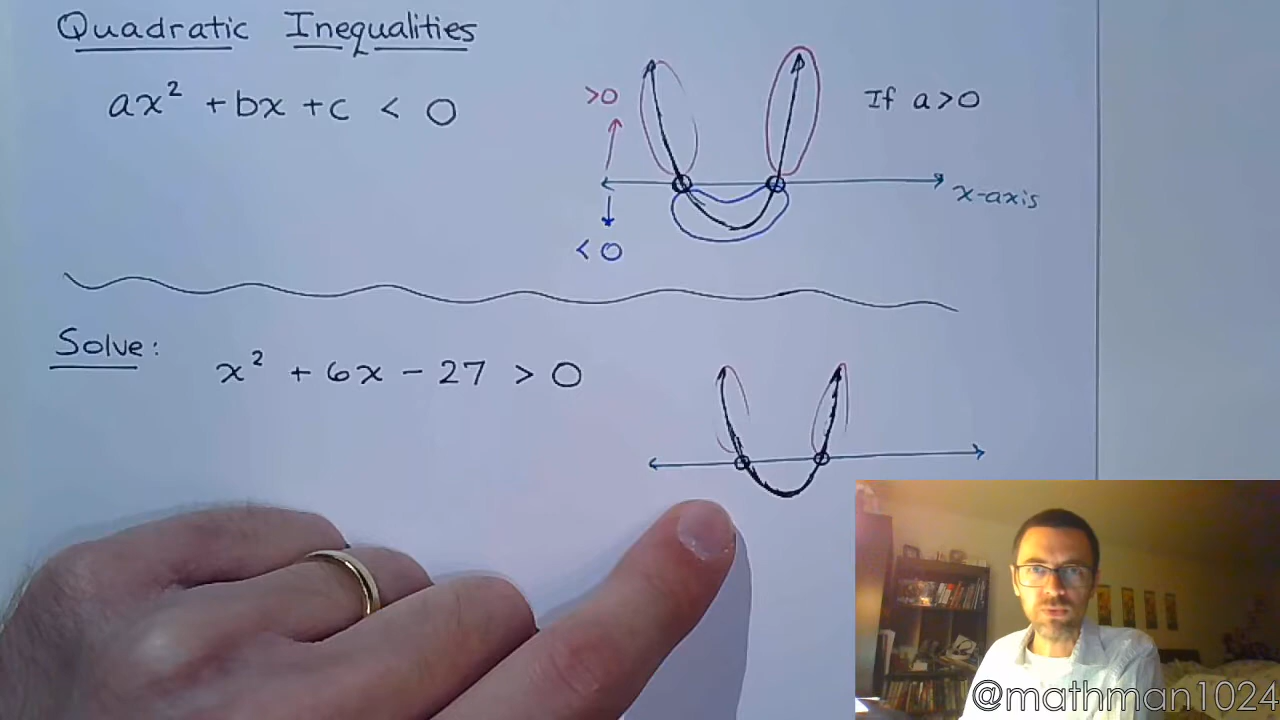 Quadratic Inequalities
ax² + bx + c < 0
>0
If a>0
x-axis
< 0
Solve:
x² + 6x - 27 > 0
@mathman1024